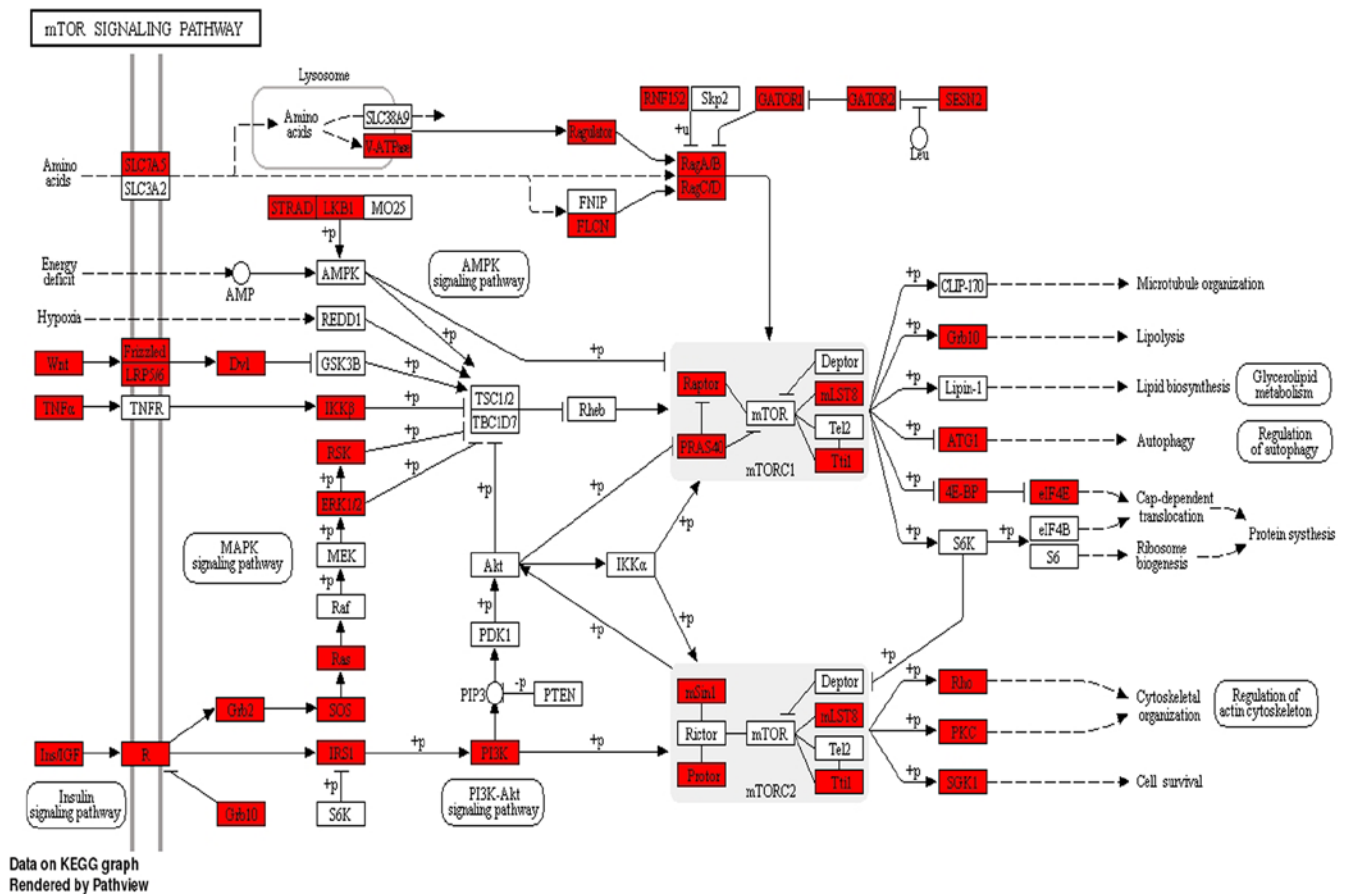 mTOR SIGNALING PATHWAY
Lysosome
Amino
acids
SLC38A9
V-ATPase
Ragulator
RNF152
Skp2
GATOR1
GATOR2
SESN2
+u
Leu
Amino
acids
SLC7A5
SLC3A2
RagA/B
RagC/D
FNIP
FLCN
STRAD
LKB1
MO25
+p
Energy
deficit
AMP
AMPK
AMPK
signaling pathway
Hypoxia
REDD1
+p
+p
Wnt
Frizzled
LRP5/6
Dvl
GSK3B
+p
TNFα
TNFR
IKKβ
+p
TSC1/2
TBC1D7
Rheb
RSK
+p
+p
ERK1/2
+p
+p
MEK
+p
Raf
+p
Ras
MAPK
signaling pathway
Raptor
PRAS40
mTOR
Deptor
mLST8
Tel2
Tti1
mTORC1
+p
CLIP-170
Microtubule organization
+p
Grb10
Lipolysis
+p
Lipin-1
Lipid biosynthesis
Glycerolipid
metabolism
+p
ATG1
Autophagy
Regulation
of autophagy
+p
4E-BP
eIF4E
Cap-dependent
translocation
+p
S6K
+p
eIF4B
S6
Ribosome
biogenesis
Protein systhesis
+p
Akt
+p
+p
IKKα
+p
+p
+p
PDK1
PIP3
-p
PTEN
Grb2
SOS
Ins/IGF
R
IRS1
+p
PI3K
+p
Insulin
signaling pathway
Grb10
+p
S6K
PI3K-Akt
signaling pathway
mSin1
Rictor
Protor
mTOR
Deptor
mLST8
Tel2
Tti1
mTORC2
+p
+p
Rho
+p
PKC
Cytoskeletal
organization
Regulation of
actin cytoskeleton
+p
SGK1
Cell survival
Data on KEGG graph
Rendered by Pathview